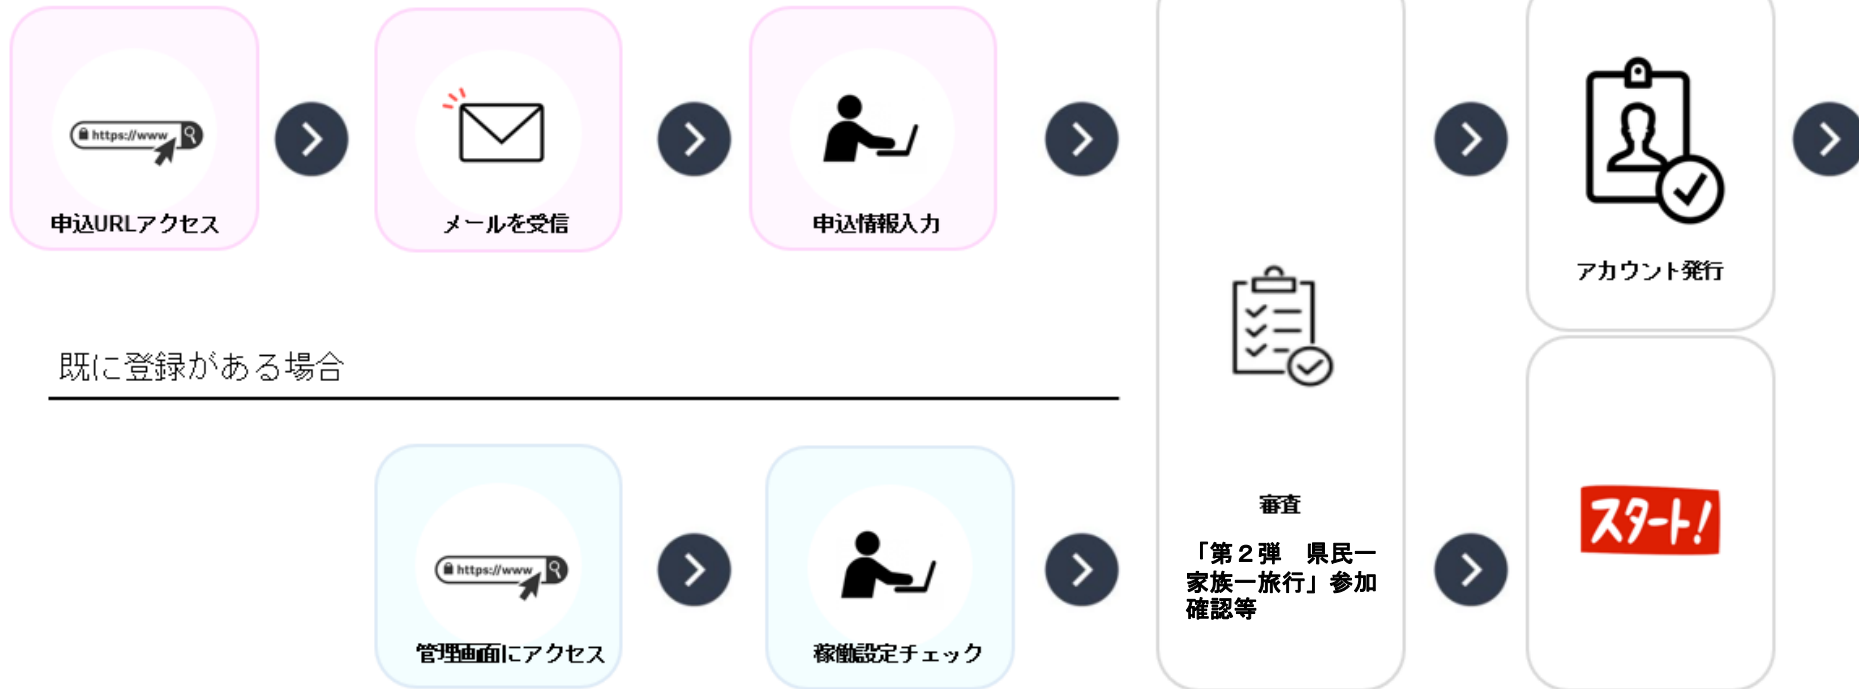 https://www
申込URLアクセス
メールを受信
申込情報入力
アカウント発行
既に登録がある場合
https://www
管理画面にアクセス
稼働設定チェック
審査
「第２弾　県民一
家族一旅行」参加
確認等
スタート！